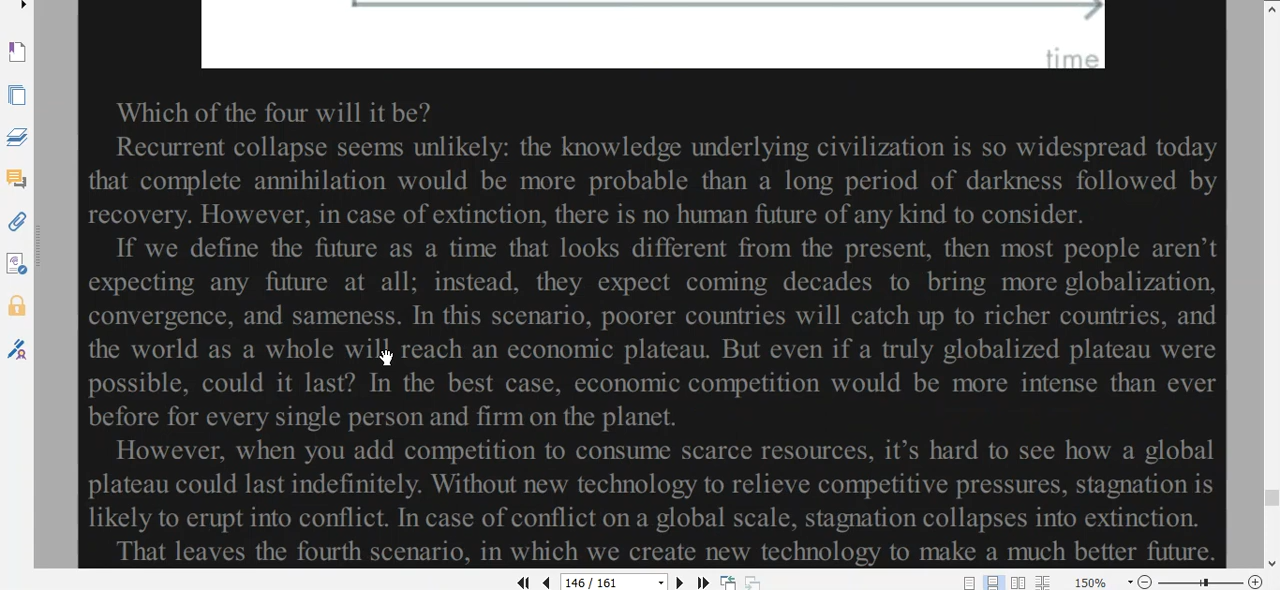 time
Which of the four will it be?
Recurrent collapse seems unlikely: the knowledge underlying civilization is so widespread today
that complete annihilation would be more probable than a long period of darkness followed by
recovery. However, in case of extinction, there is no human future of any kind to consider.
If we define the future as a time that looks different from the present, then most people aren’t
expecting any future at all; instead, they expect coming decades to bring more globalization,
convergence, and sameness. In this scenario, poorer countries will catch up to richer countries, and
the world as a whole will reach an economic plateau. But even if a truly globalized plateau were
possible, could it last? In the best case, economic competition would be more intense than ever
before for every single person and firm on the planet.
However, when you add competition to consume scarce resources, it’s hard to see how a global
plateau could last indefinitely. Without new technology to relieve competitive pressures, stagnation is
likely to erupt into conflict. In case of conflict on a global scale, stagnation collapses into extinction.
That leaves the fourth scenario, in which we create new technology to make a much better future.
146 / 161
150%